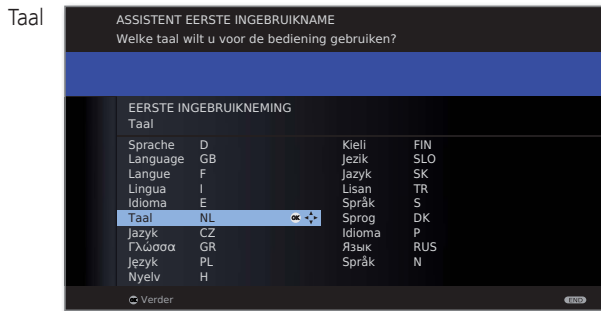 Taal
ASSISTENT EERSTE INGEBRUIKNAME
Welke taal wilt u voor de bediening gebruiken?
EERSTE INGEBRUIKNEMING
Taal
Sprache D Kieli FIN
Language GB Jezik SLO
Langue F Jazyk SK
Lingua I Lisan TR
Idioma E Språk S
Taal NL OK Sprog DK
Jazyk CZ Idioma P
Γλώσσα GR Язык RUS
Język PL Språk N
Nyelv H
OK Verder END